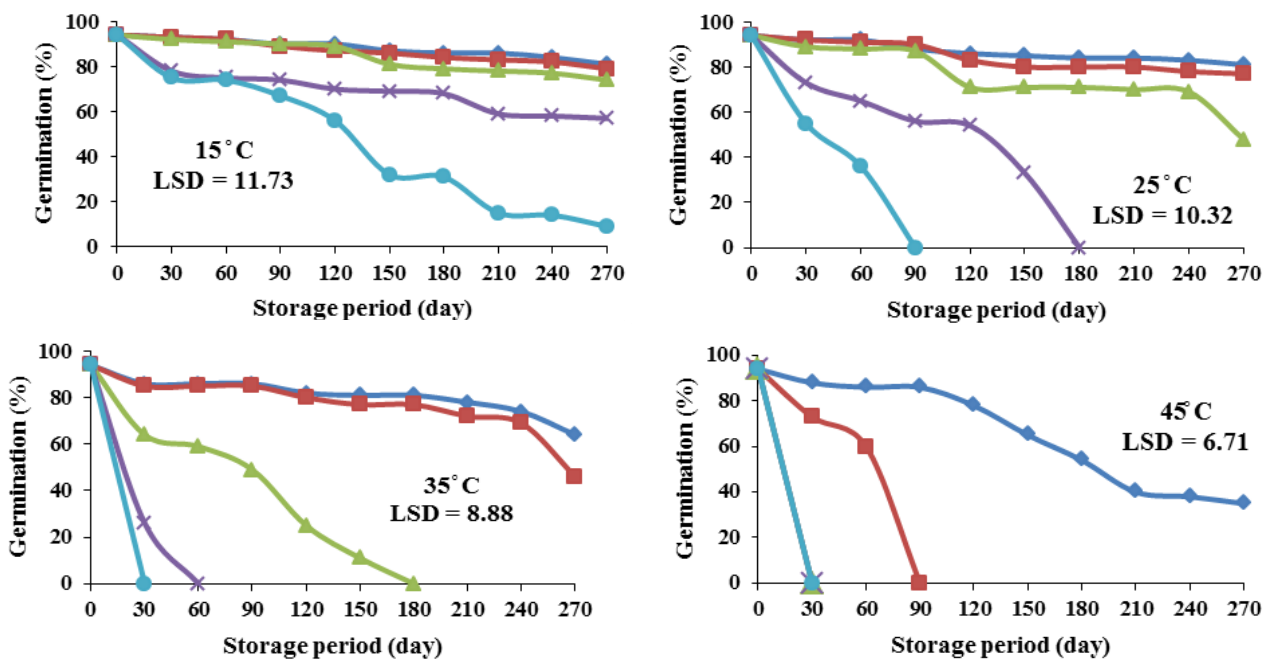 Germination (%)
100
80
60
40
20
0
15°C
LSD = 11.73
0 30 60 90 120 150 180 210 240 270
Storage period (day)
Germination (%)
100
80
60
40
20
0
25°C
LSD = 10.32
0 30 60 90 120 150 180 210 240 270
Storage period (day)
Germination (%)
100
80
60
40
20
0
35°C
LSD = 8.88
0 30 60 90 120 150 180 210 240 270
Storage period (day)
Germination (%)
100
80
60
40
20
0
45°C
LSD = 6.71
0 30 60 90 120 150 180 210 240 270
Storage period (day)